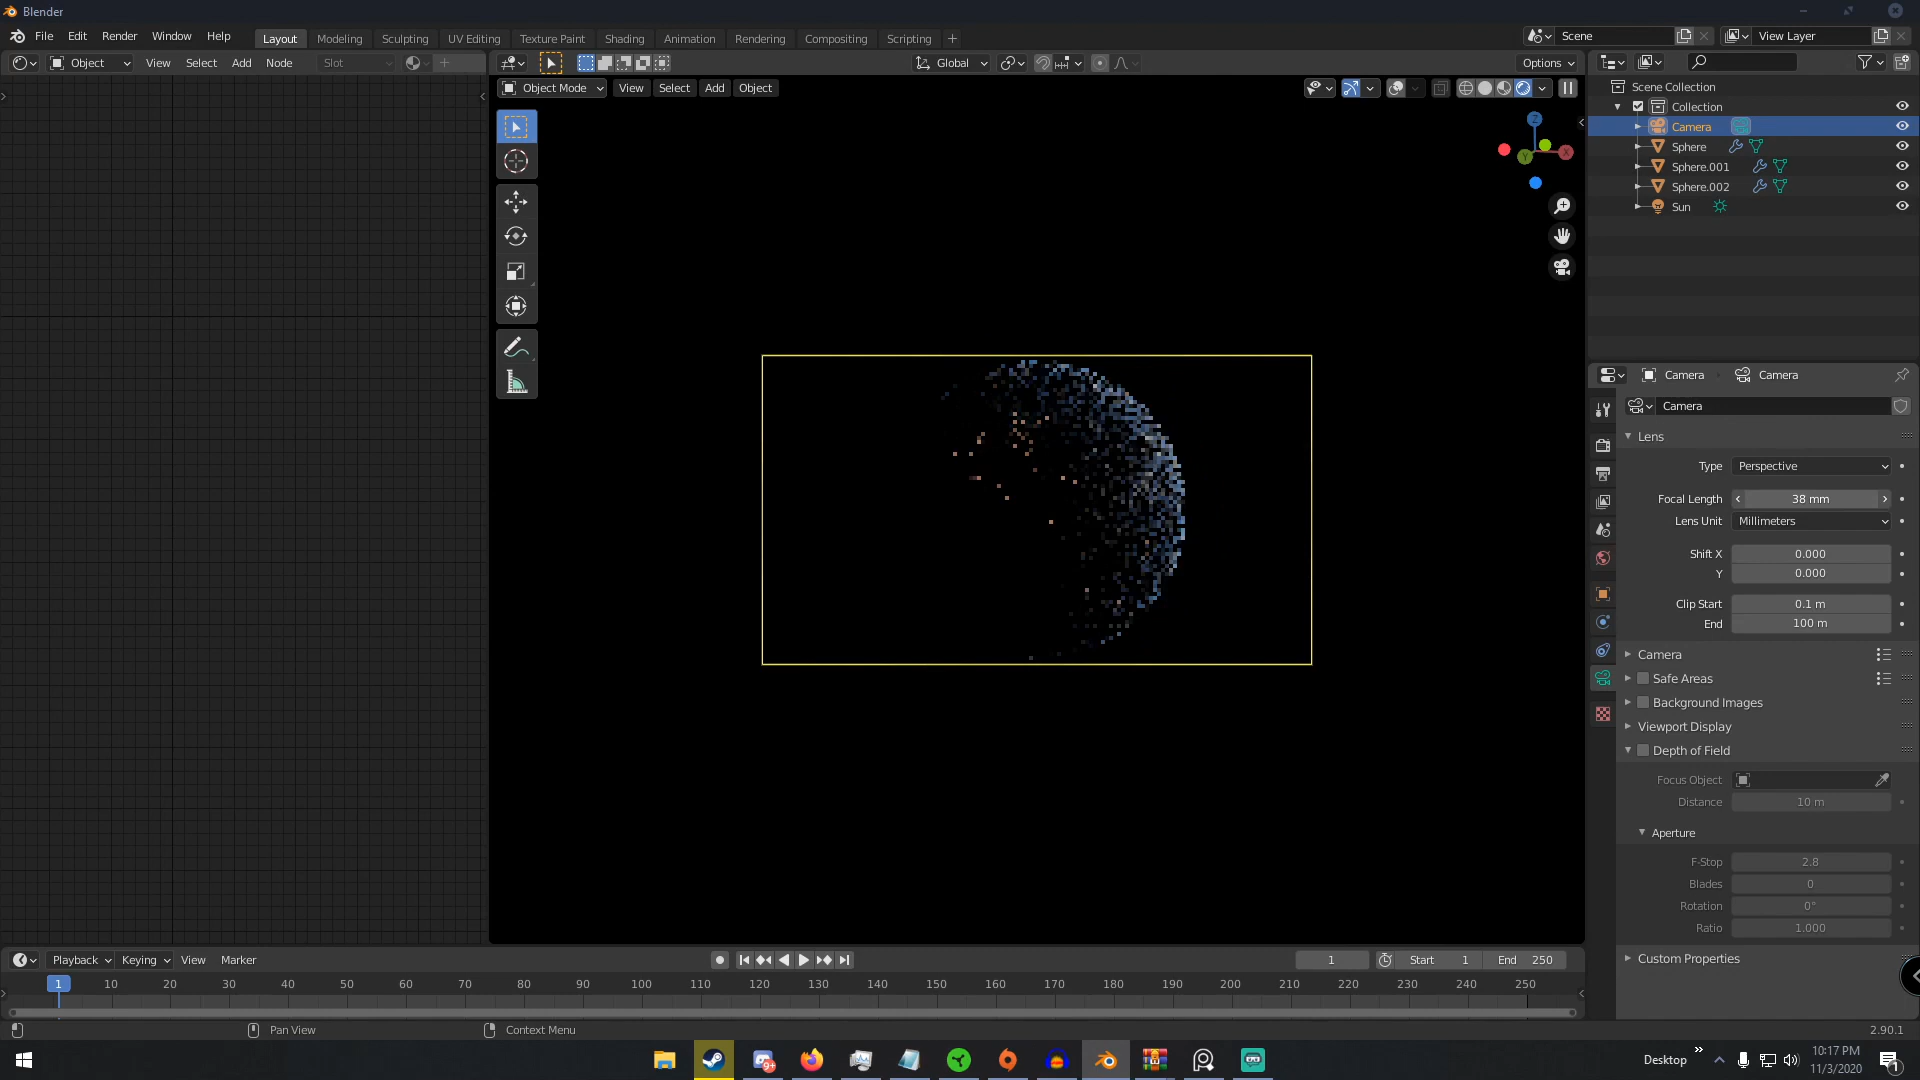 Blender
File Edit Render Window Help
Layout Modeling Sculpting UV Editing Texture Paint Shading Animation Rendering Compositing Scripting
Scene View Layer
Object View Select Add Node Slot
Global Options
Object Mode View Select Add Object
Scene Collection
Collection
Camera
Sphere
Sphere.001
Sphere.002
Sun
Z
Y
X
Camera Camera
Camera
Lens
Type Perspective
Focal Length 38 mm
Lens Unit Millimeters
Shift X 0.000
Y 0.000
Clip Start 0.1 m
End 100 m
Camera
Safe Areas
Background Images
Viewport Display
Depth of Field
Focus Object
Distance 10 m
Aperture
F-Stop 2.8
Blades 0
Rotation 0°
Ratio 1.000
Custom Properties
Playback Keying View Marker 1 Start 1 End 250
1 10 20 30 40 50 60 70 80 90 100 110 120 130 140 150 160 170 180 190 200 210 220 230 240 250
Pan View Context Menu 2.90.1
9+
Desktop 10:17 PM
11/3/2020
1